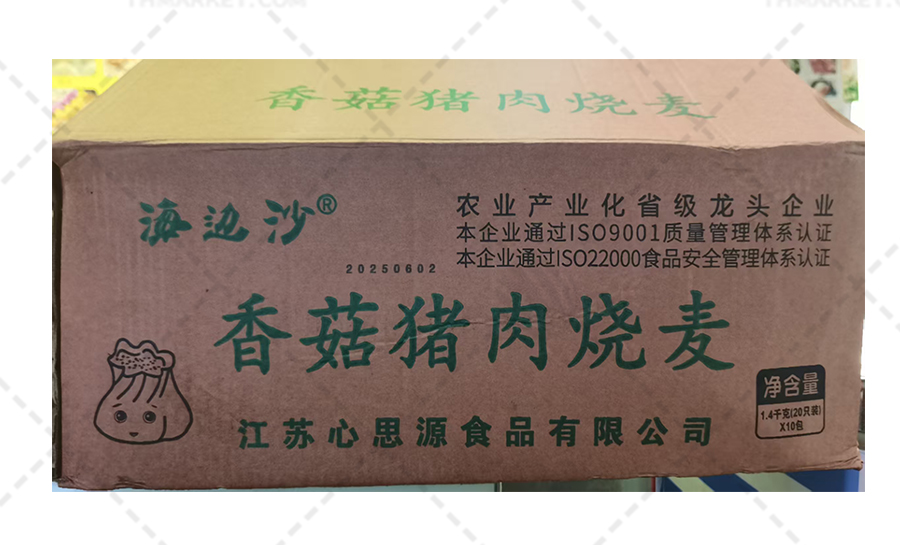 香菇猪肉烧麦
海边沙®
农业产业化省级龙头企业
本企业通过ISO9001质量管理体系认证
本企业通过ISO22000食品安全管理体系认证
20250602
香菇猪肉烧麦
净含量
1.4千克(20只装)
X10包
江苏心思源食品有限公司